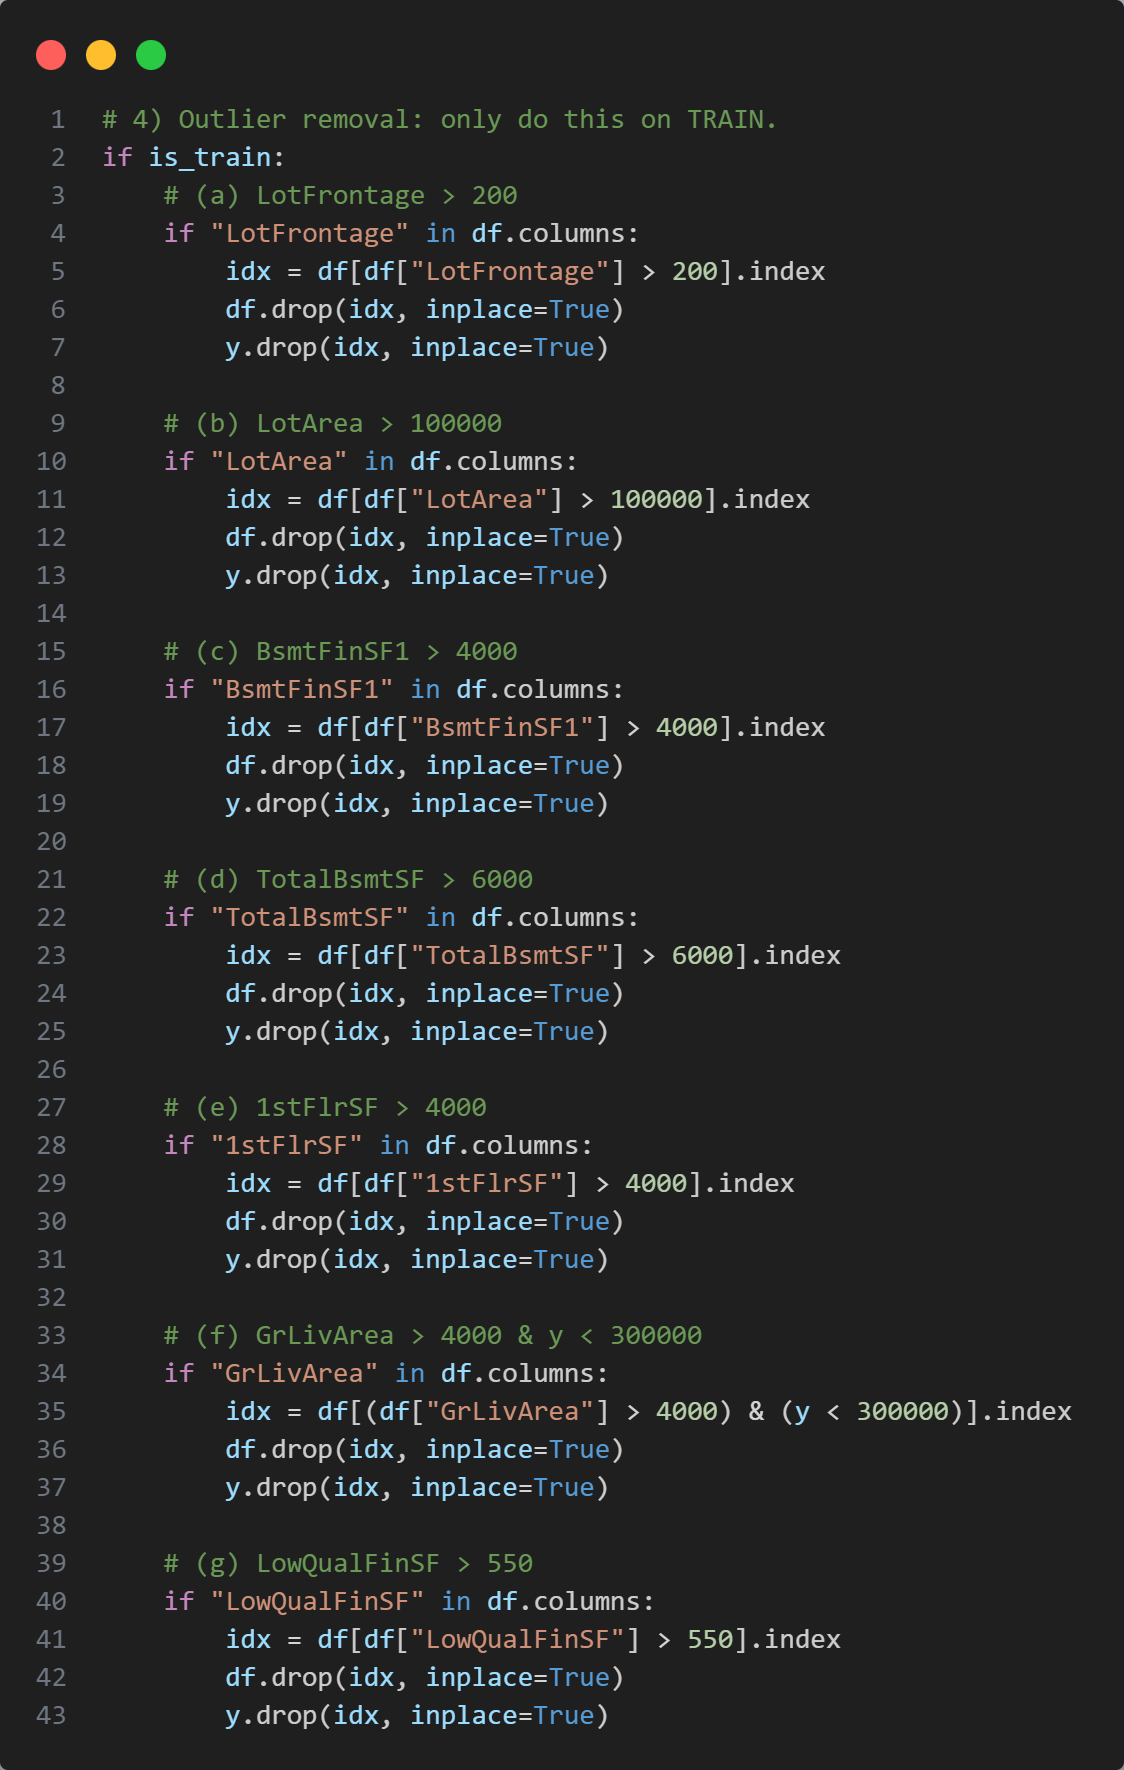 1 # 4) Outlier removal: only do this on TRAIN.
2 if is_train:
3     # (a) LotFrontage > 200
4     if "LotFrontage" in df.columns:
5         idx = df[df["LotFrontage"] > 200].index
6         df.drop(idx, inplace=True)
7         y.drop(idx, inplace=True)
8
9     # (b) LotArea > 100000
10     if "LotArea" in df.columns:
11         idx = df[df["LotArea"] > 100000].index
12         df.drop(idx, inplace=True)
13         y.drop(idx, inplace=True)
14
15     # (c) BsmtFinSF1 > 4000
16     if "BsmtFinSF1" in df.columns:
17         idx = df[df["BsmtFinSF1"] > 4000].index
18         df.drop(idx, inplace=True)
19         y.drop(idx, inplace=True)
20
21     # (d) TotalBsmtSF > 6000
22     if "TotalBsmtSF" in df.columns:
23         idx = df[df["TotalBsmtSF"] > 6000].index
24         df.drop(idx, inplace=True)
25         y.drop(idx, inplace=True)
26
27     # (e) 1stFlrSF > 4000
28     if "1stFlrSF" in df.columns:
29         idx = df[df["1stFlrSF"] > 4000].index
30         df.drop(idx, inplace=True)
31         y.drop(idx, inplace=True)
32
33     # (f) GrLivArea > 4000 & y < 300000
34     if "GrLivArea" in df.columns:
35         idx = df[(df["GrLivArea"] > 4000) & (y < 300000)].index
36         df.drop(idx, inplace=True)
37         y.drop(idx, inplace=True)
38
39     # (g) LowQualFinSF > 550
40     if "LowQualFinSF" in df.columns:
41         idx = df[df["LowQualFinSF"] > 550].index
42         df.drop(idx, inplace=True)
43         y.drop(idx, inplace=True)